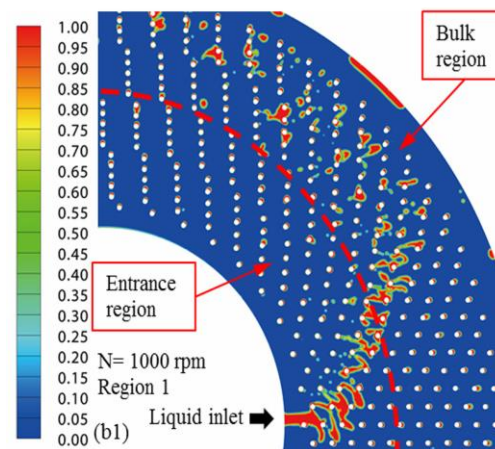 1.00
0.95
0.90
0.85
0.80
0.75
0.70
0.65
0.60
0.55
0.50
0.45
0.40
0.35
0.30
0.25
0.20
0.15
0.10
0.05
0.00
Bulk
region
Entrance
region
N= 1000 rpm
Region 1
Liquid inlet
(b1)